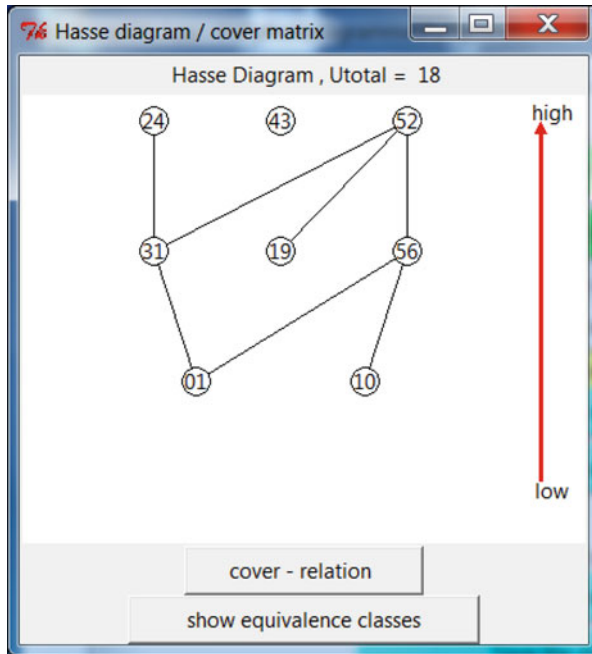 Hasse diagram / cover matrix
Hasse Diagram , Utotal = 18
24 43 52 high
31 19 56
01 10
low
cover - relation
show equivalence classes